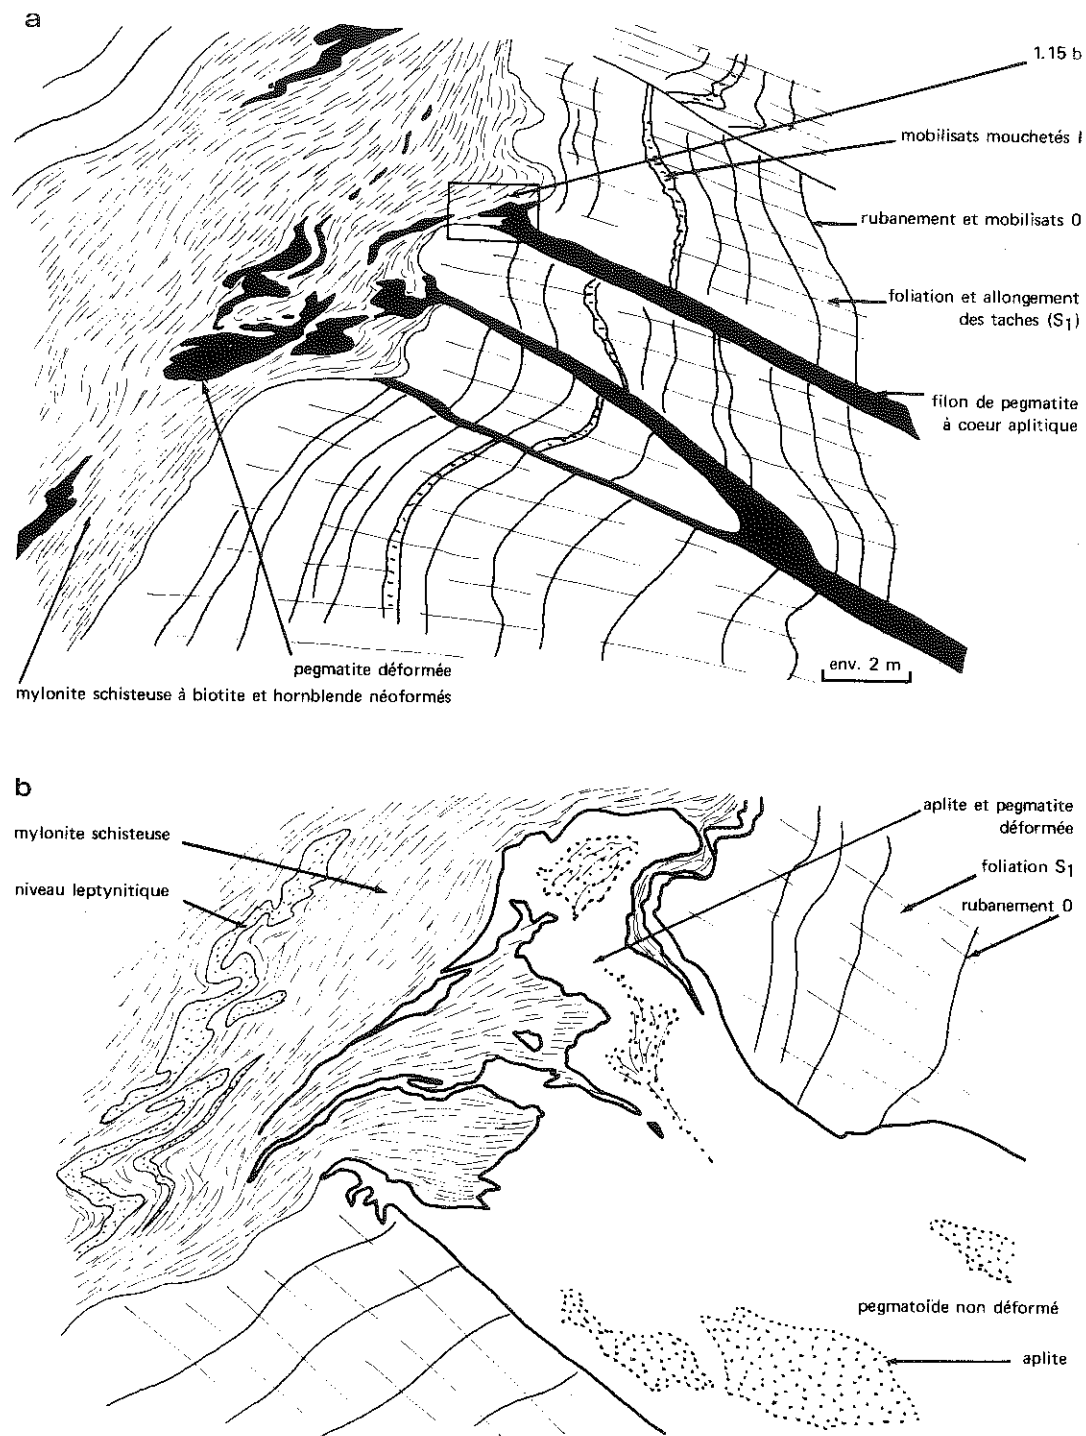 a
1.15 b
mobilisats mouchetés I
rubanement et mobilisats 0
foliation et allongement
des taches (S1)
filon de pegmatite
à coeur aplitique
env. 2 m
pegmatite déformée
mylonite schisteuse à biotite et hornblende néoformés
b
mylonite schisteuse
niveau leptynitique
aplite et pegmatite
déformée
foliation S1
rubanement 0
pegmatoïde non déformé
aplite